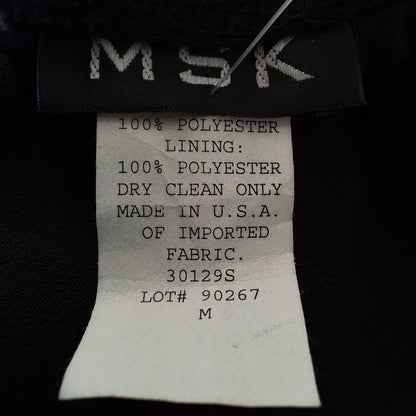 MSK
100% POLYESTER
LINING:
100% POLYESTER
DRY CLEAN ONLY
MADE IN U.S.A.
OF IMPORTED
FABRIC.
30129S
LOT# 90267
M